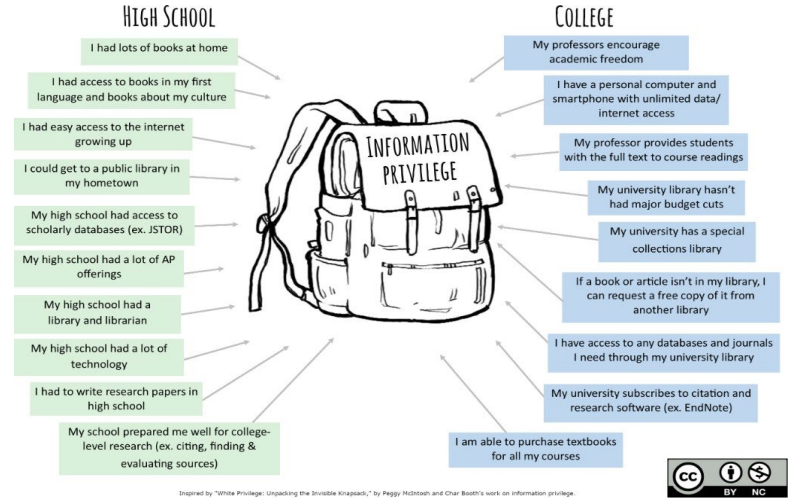 HIGH SCHOOL
I had lots of books at home
I had access to books in my first
language and books about my culture
I had easy access to the internet
growing up
I could get to a public library in
my hometown
My high school had access to
scholarly databases (ex. JSTOR)
My high school had a lot of AP
offerings
My high school had a
library and librarian
My high school had a lot of
technology
I had to write research papers in
high school
My school prepared me well for college-
level research (ex. citing, finding &
evaluating sources)
INFORMATION
PRIVILEGE
COLLEGE
My professors encourage
academic freedom
I have a personal computer and
smartphone with unlimited data/
internet access
My professor provides students
with the full text to course readings
My university library hasn't
had major budget cuts
My university has a special
collections library
If a book or article isn't in my library, I
can request a free copy of it from
another library
I have access to any databases and journals
I need through my university library
My university subscribes to citation and
research software (ex. EndNote)
I am able to purchase textbooks
for all my courses
Inspired by "White Privilege: Unpacking the Invisible Knapsack," by Peggy McIntosh and Char Booth's work on information privilege.
cc
BY NC